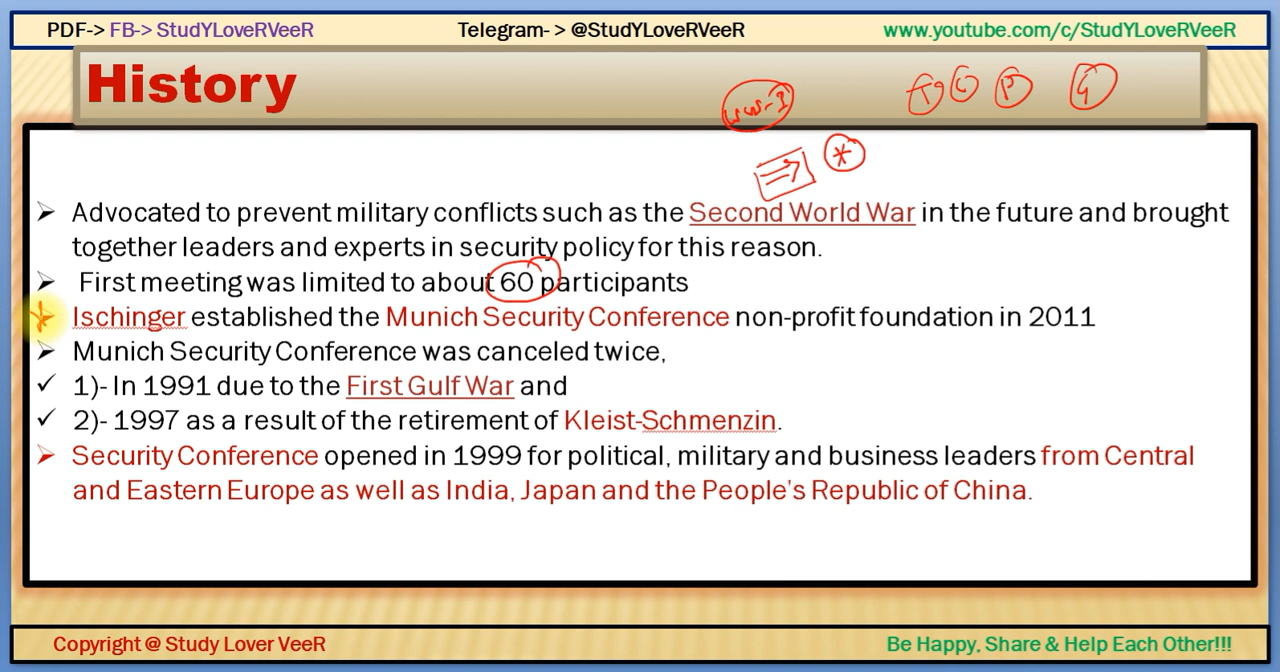 PDF-> FB-> StudYLoveRVeeR Telegram- > @StudYLoveRVeeR www.youtube.com/c/StudYLoveRVeeR
History
Advocated to prevent military conflicts such as the Second World War in the future and brought
together leaders and experts in security policy for this reason.
First meeting was limited to about 60 participants
Ischinger established the Munich Security Conference non-profit foundation in 2011
Munich Security Conference was canceled twice,
1)- In 1991 due to the First Gulf War and
2)- 1997 as a result of the retirement of Kleist-Schmenzin.
Security Conference opened in 1999 for political, military and business leaders from Central
and Eastern Europe as well as India, Japan and the People's Republic of China.
Copyright @ Study Lover VeeR Be Happy, Share & Help Each Other!!!